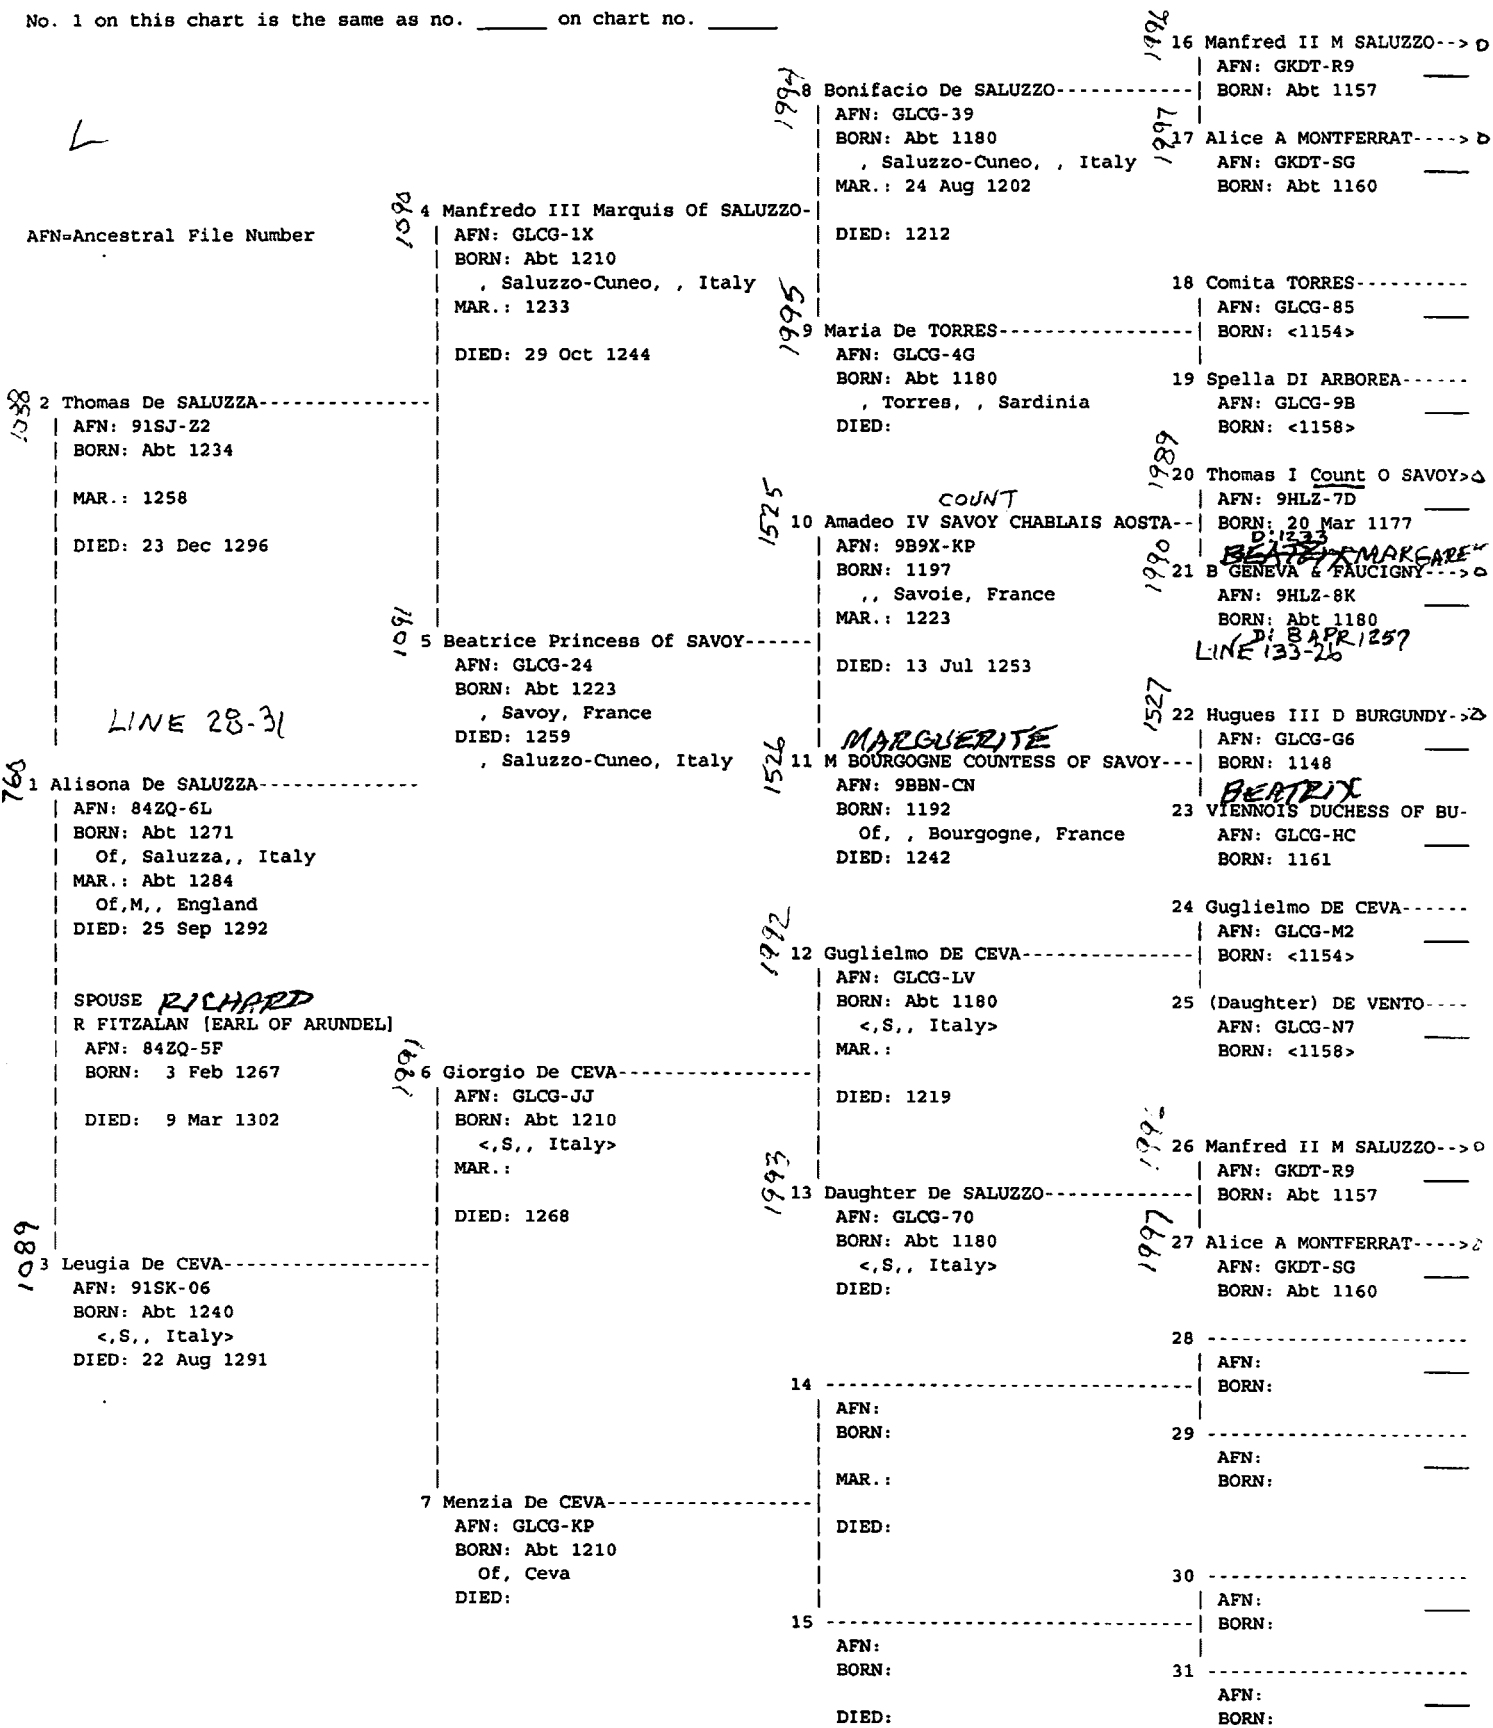 No. 1 on this chart is the same as no. ______ on chart no. ______
L
AFN=Ancestral File Number
1038
2 Thomas De SALUZZA---------------
AFN: 91SJ-Z2
BORN: Abt 1234
MAR.: 1258
DIED: 23 Dec 1296
LINE 28-31
768
1 Alisona De SALUZZA--------------
AFN: 84ZQ-6L
BORN: Abt 1271
Of, Saluzza,, Italy
MAR.: Abt 1284
Of,M,, England
DIED: 25 Sep 1292
SPOUSE RICHARD
R FITZALAN [EARL OF ARUNDEL]
AFN: 84ZQ-5F
BORN: 3 Feb 1267
DIED: 9 Mar 1302
1089
3 Leugia De CEVA------------------
AFN: 91SK-06
BORN: Abt 1240
<,S,, Italy>
DIED: 22 Aug 1291
1090
4 Manfredo III Marquis Of SALUZZO-
AFN: GLCG-1X
BORN: Abt 1210
, Saluzzo-Cuneo, , Italy
MAR.: 1233
DIED: 29 Oct 1244
1091
5 Beatrice Princess Of SAVOY------
AFN: GLCG-24
BORN: Abt 1223
, Savoy, France
DIED: 1259
, Saluzzo-Cuneo, Italy
1991
6 Giorgio De CEVA-----------------
AFN: GLCG-JJ
BORN: Abt 1210
<,S,, Italy>
MAR.:
DIED: 1268
7 Menzia De CEVA------------------
AFN: GLCG-KP
BORN: Abt 1210
Of, Ceva
DIED:
1994
8 Bonifacio De SALUZZO------------
AFN: GLCG-39
BORN: Abt 1180
, Saluzzo-Cuneo, , Italy
MAR.: 24 Aug 1202
DIED: 1212
1995
9 Maria De TORRES-----------------
AFN: GLCG-4G
BORN: Abt 1180
, Torres, , Sardinia
DIED:
1525
COUNT
10 Amadeo IV SAVOY CHABLAIS AOSTA--
AFN: 9B9X-KP
BORN: 1197
,, Savoie, France
MAR.: 1223
DIED: 13 Jul 1253
1526
MARGUERITE
11 M BOURGOGNE COUNTESS OF SAVOY---
AFN: 9BBN-CN
BORN: 1192
Of, , Bourgogne, France
DIED: 1242
1992
12 Guglielmo DE CEVA---------------
AFN: GLCG-LV
BORN: Abt 1180
<,S,, Italy>
MAR.:
DIED: 1219
1993
13 Daughter De SALUZZO-------------
AFN: GLCG-70
BORN: Abt 1180
<,S,, Italy>
DIED:
14 --------------------------------
AFN:
BORN:
MAR.:
DIED:
15 --------------------------------
AFN:
BORN:
DIED:
1996
16 Manfred II M SALUZZO-->
AFN: GKDT-R9 ____
BORN: Abt 1157
1997
17 Alice A MONTFERRAT---->
AFN: GKDT-SG ____
BORN: Abt 1160
18 Comita TORRES----------
AFN: GLCG-85 ____
BORN: <1154>
19 Spella DI ARBOREA------
AFN: GLCG-9B ____
BORN: <1158>
1989
20 Thomas I Count O SAVOY>
AFN: 9HLZ-7D ____
BORN: 20 Mar 1177
D:1233
1990
BEATRIX MARGARET
21 B GENEVA & FAUCIGNY--->
AFN: 9HLZ-8K ____
BORN: Abt 1180
D: 8 APR 1257
LINE 133-26
1527
22 Hugues III D BURGUNDY->
AFN: GLCG-G6 ____
BORN: 1148
BEATRIX
23 VIENNOIS DUCHESS OF BU-
AFN: GLCG-HC ____
BORN: 1161
24 Guglielmo DE CEVA------
AFN: GLCG-M2 ____
BORN: <1154>
25 (Daughter) DE VENTO----
AFN: GLCG-N7 ____
BORN: <1158>
26 Manfred II M SALUZZO-->
AFN: GKDT-R9 ____
BORN: Abt 1157
1997
27 Alice A MONTFERRAT---->
AFN: GKDT-SG ____
BORN: Abt 1160
28 -----------------------
AFN: ____
BORN:
29 -----------------------
AFN: ____
BORN:
30 -----------------------
AFN: ____
BORN:
31 -----------------------
AFN: ____
BORN: